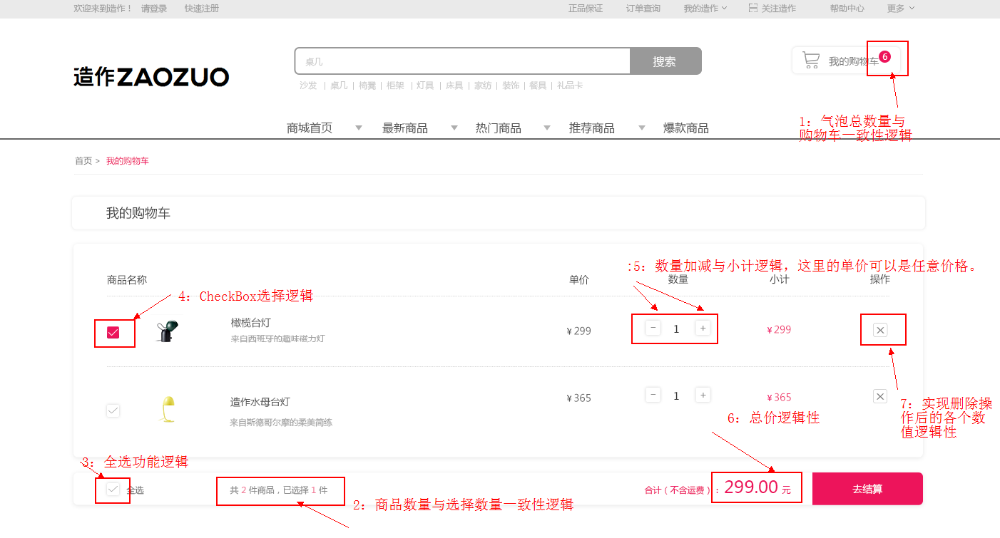 欢迎来到造作！ 请登录 快速注册 正品保证 订单查询 我的造作 关注造作 帮助中心 更多
桌几 搜索 我的购物车 6
造作ZAOZUO
沙发 | 桌几 | 椅凳 | 柜架 | 灯具 | 床具 | 家纺 | 装饰 | 餐具 | 礼品卡
1：气泡总数量与
购物车一致性逻辑
商城首页 最新商品 热门商品 推荐商品 爆款商品
首页 > 我的购物车
我的购物车
:5：数量加减与小计逻辑，这里的单价可以是任意价格。
商品名称 单价 数量 小计 操作
4：CheckBox选择逻辑
橄榄台灯
¥299 − 1 + ¥299
来自西班牙的趣味磁力灯
¥365 − 1 + ¥365
造作水母台灯
来自斯德哥尔摩的柔美简练
6：总价逻辑性
7：实现删除操
作后的各个数
值逻辑性
3：全选功能逻辑
全选 共 2 件商品，已选择 1 件 合计（不含运费）：299.00 元 去结算
2：商品数量与选择数量一致性逻辑